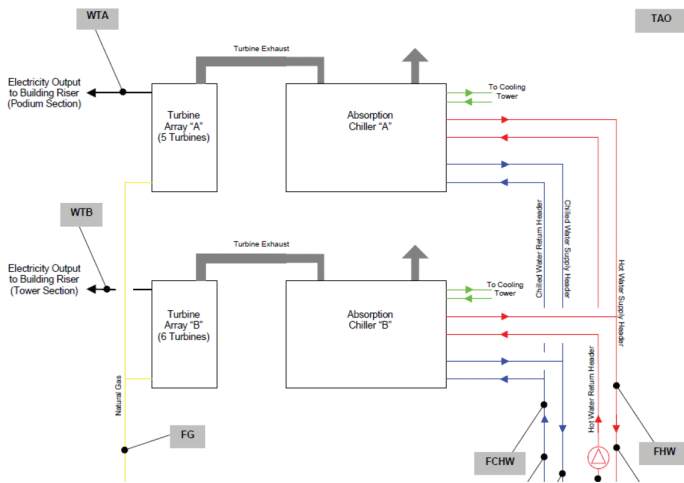 WTA
TAO
Turbine Exhaust
Electricity Output
to Building Riser
(Podium Section)
To Cooling
Tower
Turbine
Array "A"
(5 Turbines)
Absorption
Chiller "A"
WTB
Chilled Water Return Header
Chilled Water Supply Header
Turbine Exhaust
Electricity Output
to Building Riser
(Tower Section)
Hot Water Supply Header
To Cooling
Tower
Turbine
Array "B"
(6 Turbines)
Absorption
Chiller "B"
Natural Gas
Hot Water Return Header
FG
FCHW
FHW